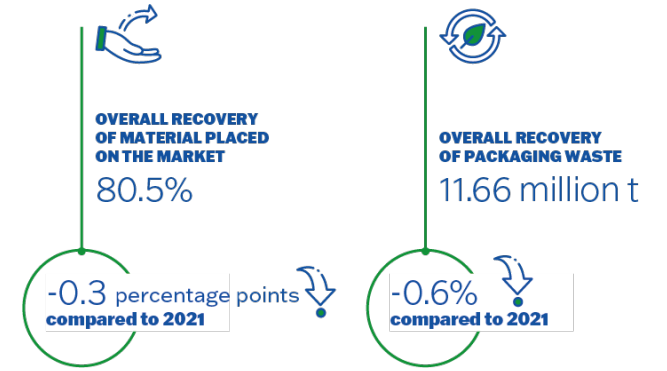 OVERALL RECOVERY
OF MATERIAL PLACED
ON THE MARKET
80.5%
-0.3 percentage points
compared to 2021
OVERALL RECOVERY
OF PACKAGING WASTE
11.66 million t
-0.6%
compared to 2021